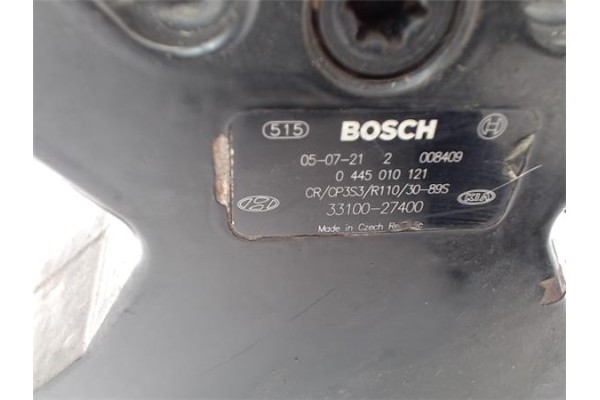 515 BOSCH
05-07-21 2 008409
0 445 010 121
CR/CP3S3/R110/30-89S
33100-27400
Made in Czech